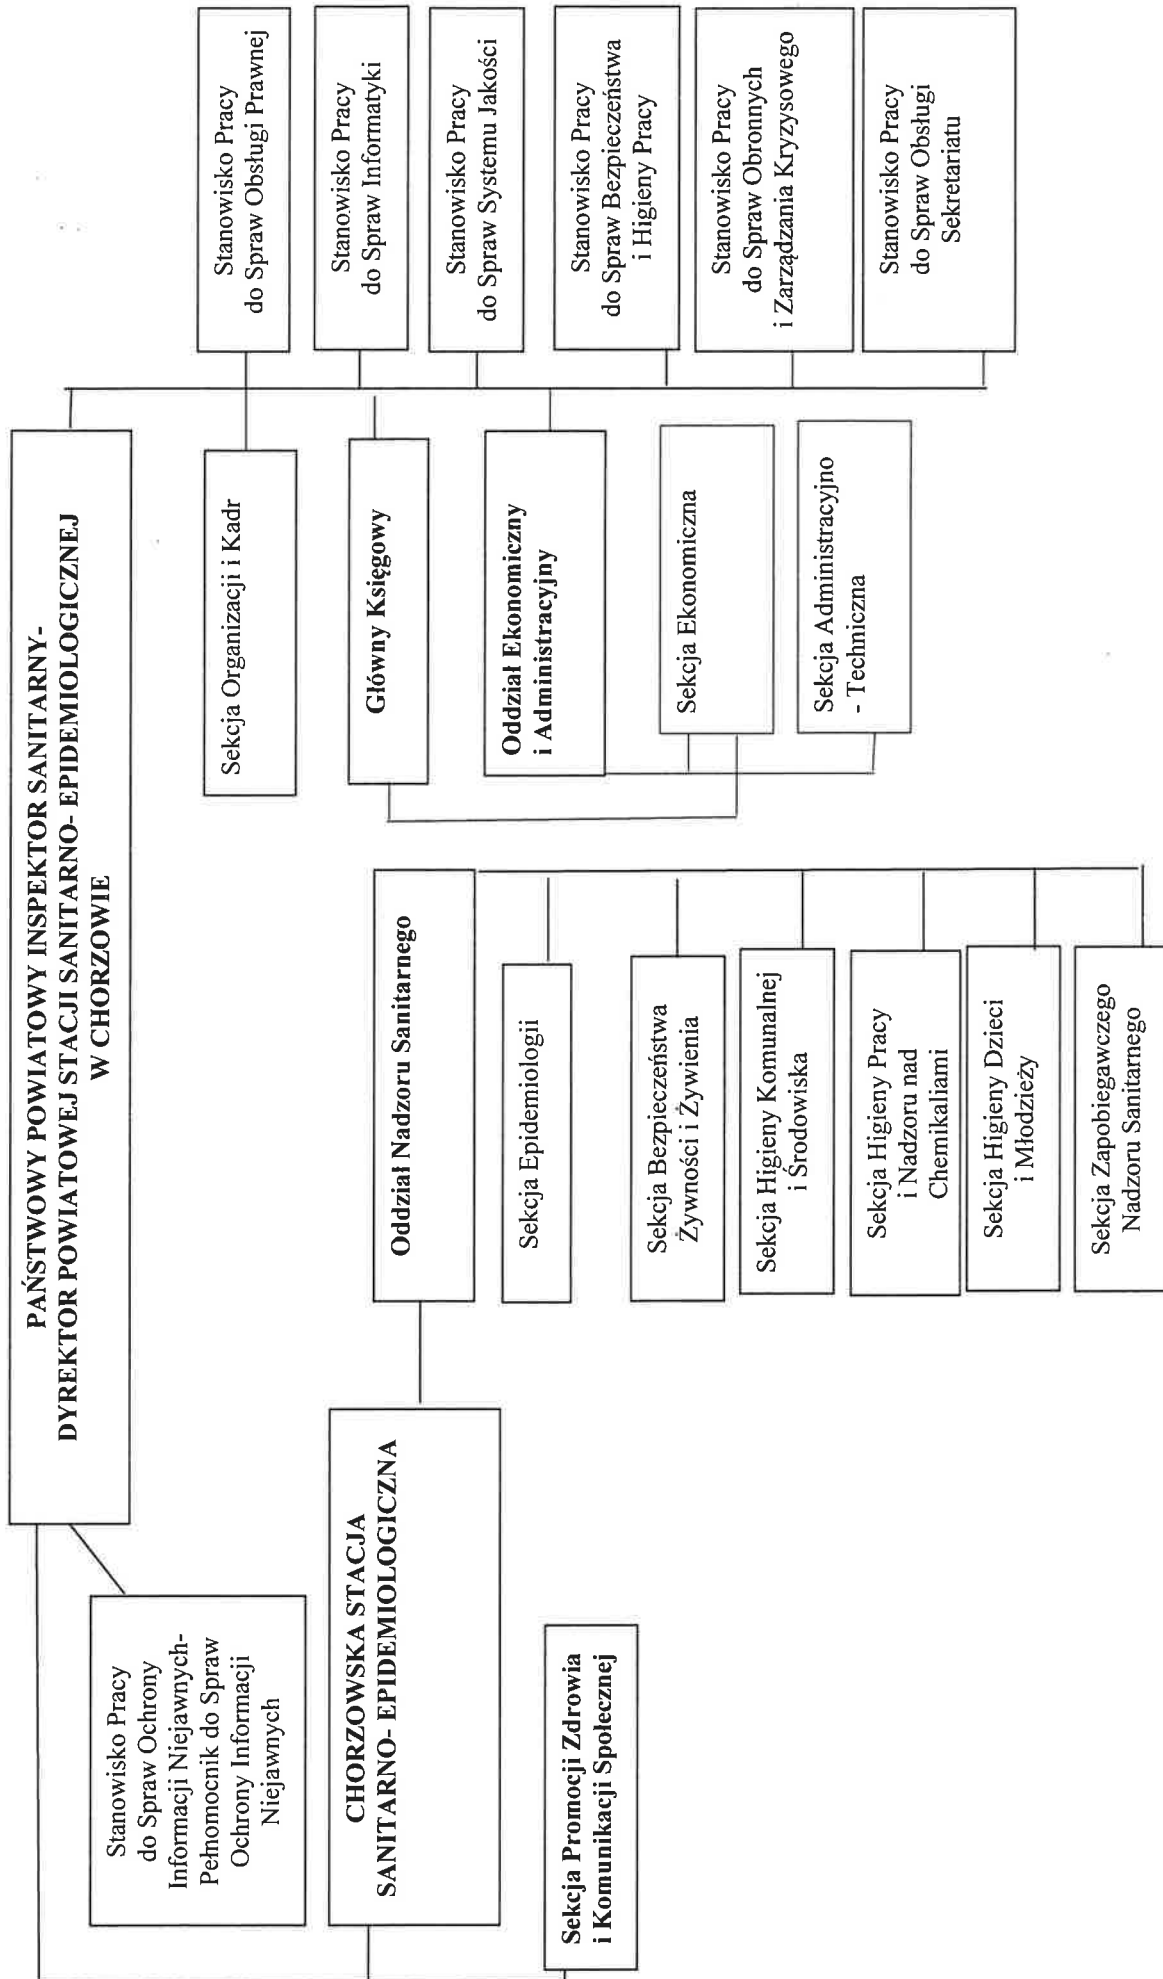 PAŃSTWOWY POWIATOWY INSPEKTOR SANITARNY-
DYREKTOR POWIATOWEJ STACJI SANITARNO- EPIDEMIOLOGICZNEJ
W CHORZOWIE
Stanowisko Pracy
do Spraw Ochrony
Informacji Niejawnych-
Pełnomocnik do Spraw
Ochrony Informacji
Niejawnych
CHORZOWSKA STACJA
SANITARNO- EPIDEMIOLOGICZNA
Sekcja Promocji Zdrowia
i Komunikacji Społecznej
Oddział Nadzoru Sanitarnego
Sekcja Epidemiologii
Sekcja Bezpieczeństwa
Żywności i Żywienia
Sekcja Higieny Komunalnej
i Środowiska
Sekcja Higieny Pracy
i Nadzoru nad
Chemikaliami
Sekcja Higieny Dzieci
i Młodzieży
Sekcja Zapobiegawczego
Nadzoru Sanitarnego
Sekcja Organizacji i Kadr
Główny Księgowy
Oddział Ekonomiczny
i Administracyjny
Sekcja Ekonomiczna
Sekcja Administracyjno
- Techniczna
Stanowisko Pracy
do Spraw Obsługi Prawnej
Stanowisko Pracy
do Spraw Informatyki
Stanowisko Pracy
do Spraw Systemu Jakości
Stanowisko Pracy
do Spraw Bezpieczeństwa
i Higieny Pracy
Stanowisko Pracy
do Spraw Obronnych
i Zarządzania Kryzysowego
Stanowisko Pracy
do Spraw Obsługi
Sekretariatu